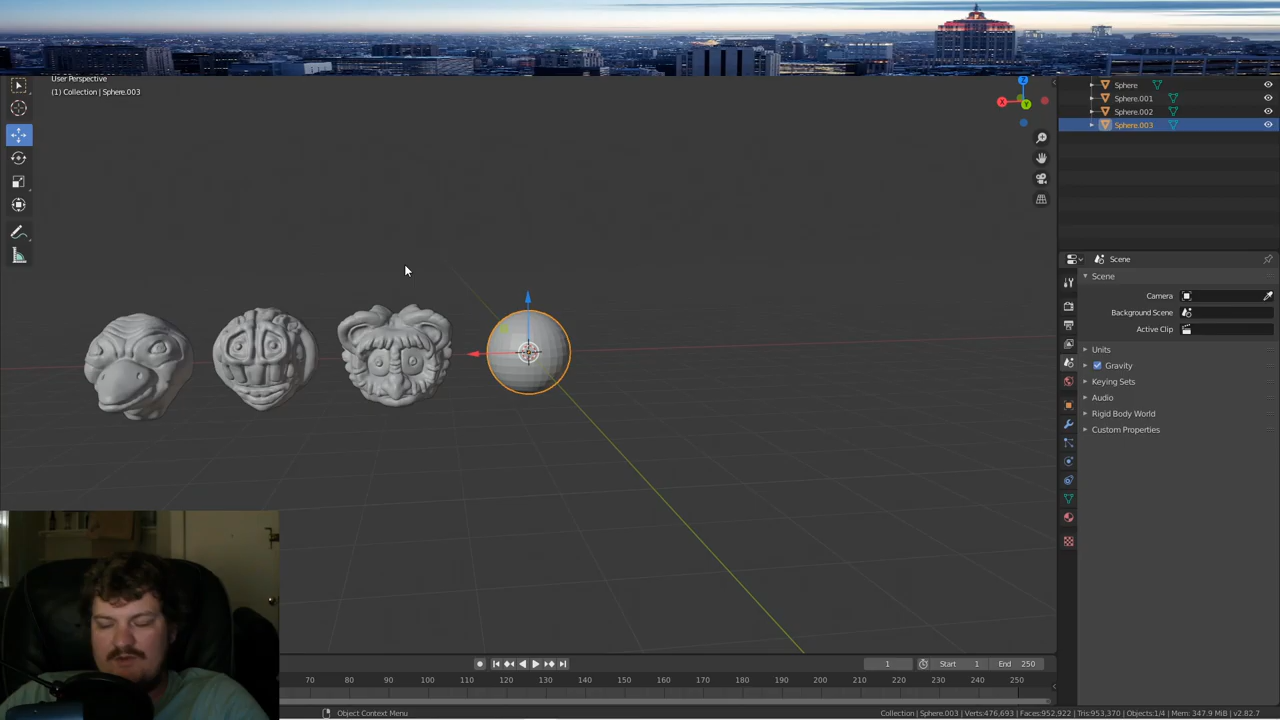 User Perspective
(1) Collection | Sphere.003
X
Y
Z
Sphere
Sphere.001
Sphere.002
Sphere.003
Scene
Scene
Camera
Background Scene
Active Clip
Units
Gravity
Keying Sets
Audio
Rigid Body World
Custom Properties
1
Start 1
End 250
70 80 90 100 110 120 130 140 150 160 170 180 190 200 210 220 230 240 250
Object Context Menu
Collection | Sphere.003 | Verts:476,693 | Faces:952,922 | Tris:953,370 | Objects:1/4 | Mem: 347.9 MiB | v2.82.7